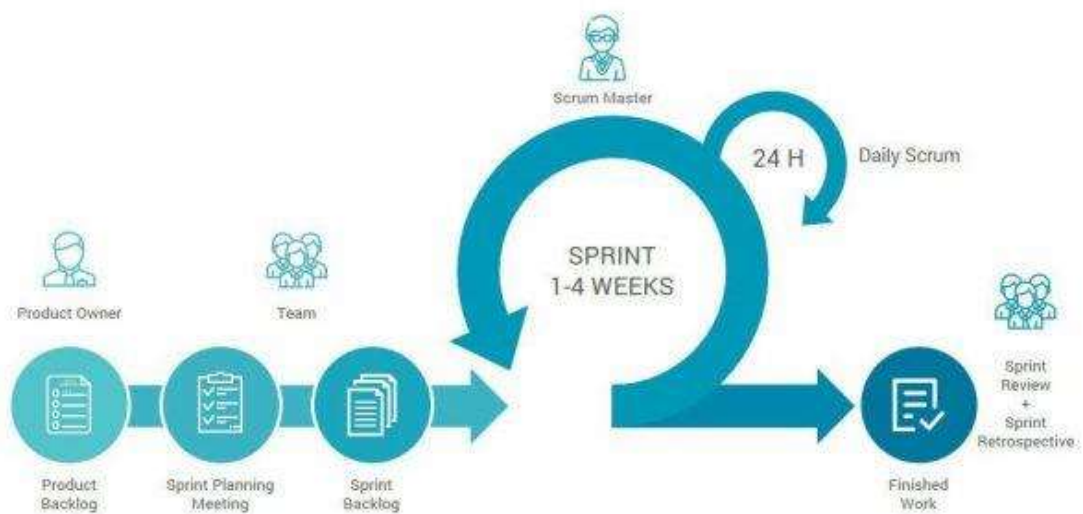 Scrum Master
24 H
Daily Scrum
SPRINT
1-4 WEEKS
Product Owner
Team
Sprint
Review
+
Sprint
Retrospective
Product
Backlog
Sprint Planning
Meeting
Sprint
Backlog
Finished
Work